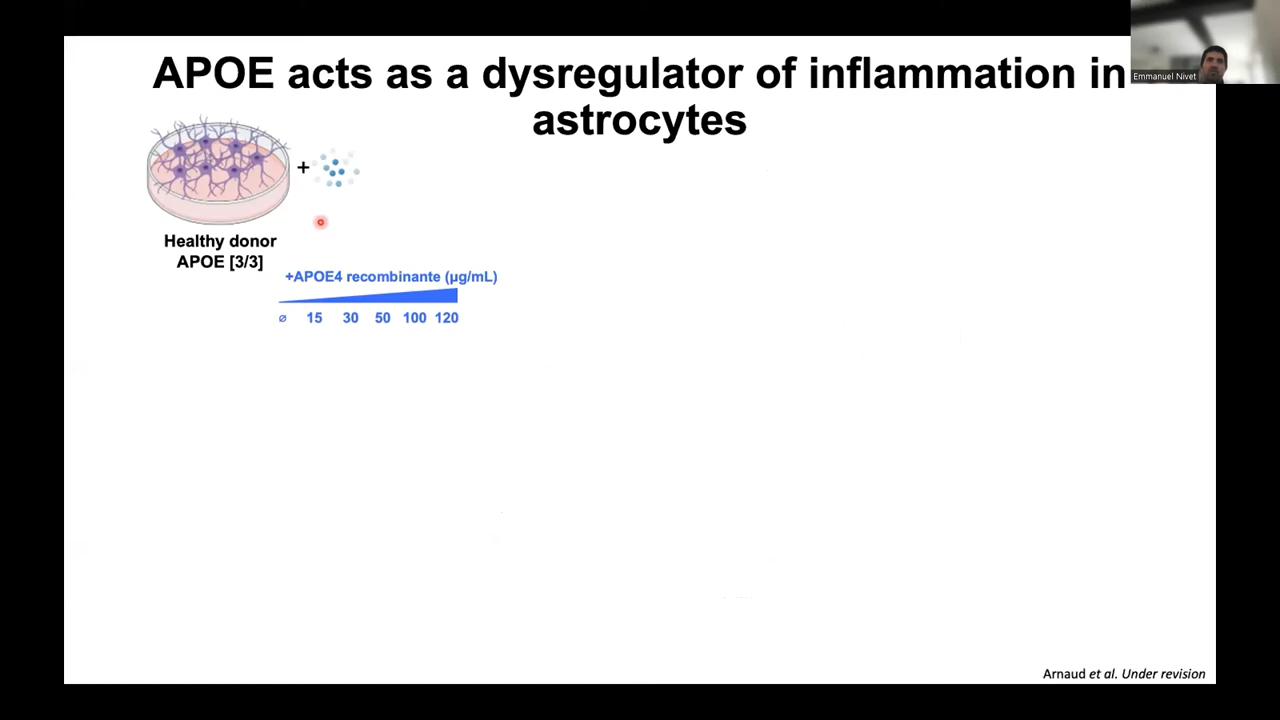 APOE acts as a dysregulator of inflammation in
astrocytes
Emmanuel Nivet
+
Healthy donor
APOE [3/3]
+APOE4 recombinante (µg/mL)
⌀ 15 30 50 100 120
Arnaud et al. Under revision